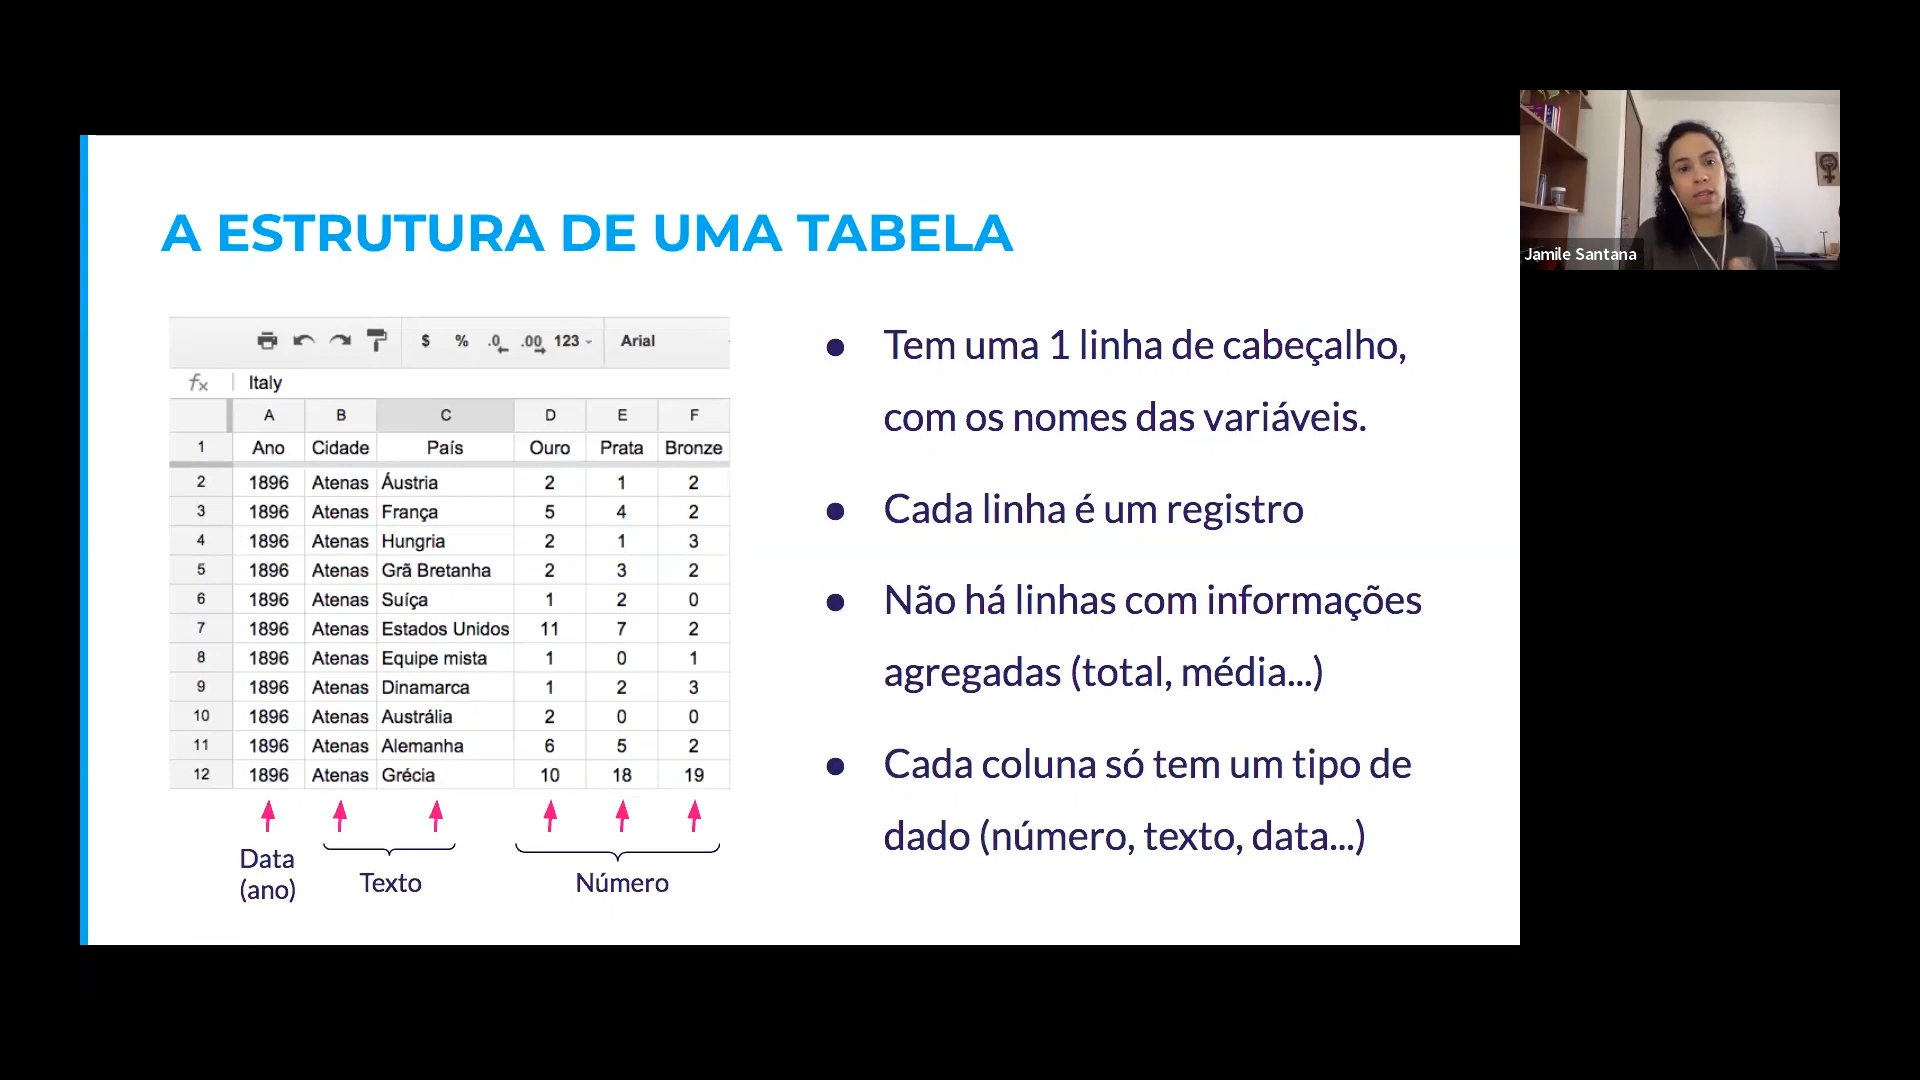 A ESTRUTURA DE UMA TABELA
$ % .0 .00 123 Arial
fx Italy
A B C D E F
1 Ano Cidade País Ouro Prata Bronze
2 1896 Atenas Áustria 2 1 2
3 1896 Atenas França 5 4 2
4 1896 Atenas Hungria 2 1 3
5 1896 Atenas Grã Bretanha 2 3 2
6 1896 Atenas Suíça 1 2 0
7 1896 Atenas Estados Unidos 11 7 2
8 1896 Atenas Equipe mista 1 0 1
9 1896 Atenas Dinamarca 1 2 3
10 1896 Atenas Austrália 2 0 0
11 1896 Atenas Alemanha 6 5 2
12 1896 Atenas Grécia 10 18 19
Data
(ano)
Texto
Número
● Tem uma 1 linha de cabeçalho,
com os nomes das variáveis.
● Cada linha é um registro
● Não há linhas com informações
agregadas (total, média...)
● Cada coluna só tem um tipo de
dado (número, texto, data...)
Jamile Santana